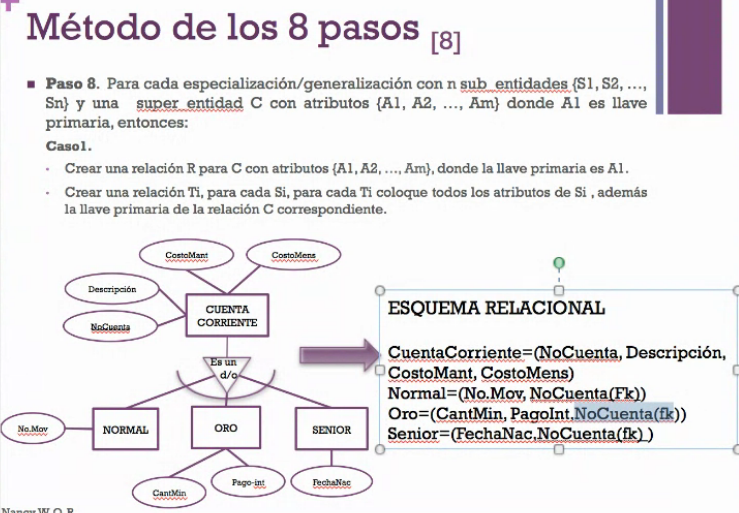 Método de los 8 pasos [8]
Paso 8. Para cada especialización/generalización con n sub_entidades {S1, S2, …,
Sn} y una super_entidad C con atributos {A1, A2, …, Am} donde A1 es llave
primaria, entonces:
Caso1.
Crear una relación R para C con atributos {A1, A2, …, Am}, donde la llave primaria es A1.
Crear una relación Ti, para cada Si, para cada Ti coloque todos los atributos de Si , además
la llave primaria de la relación C correspondiente.
CostoMant
CostoMens
Descripción
NoCuenta
CUENTA
CORRIENTE
Es un
d/o
No.Mov
NORMAL
ORO
SENIOR
CantMin
Pago-int
FechaNac
ESQUEMA RELACIONAL
CuentaCorriente=(NoCuenta, Descripción,
CostoMant, CostoMens)
Normal=(No.Mov, NoCuenta(Fk))
Oro=(CantMin, PagoInt,NoCuenta(fk))
Senior=(FechaNac,NoCuenta(fk) )
Nancy W. O. R.